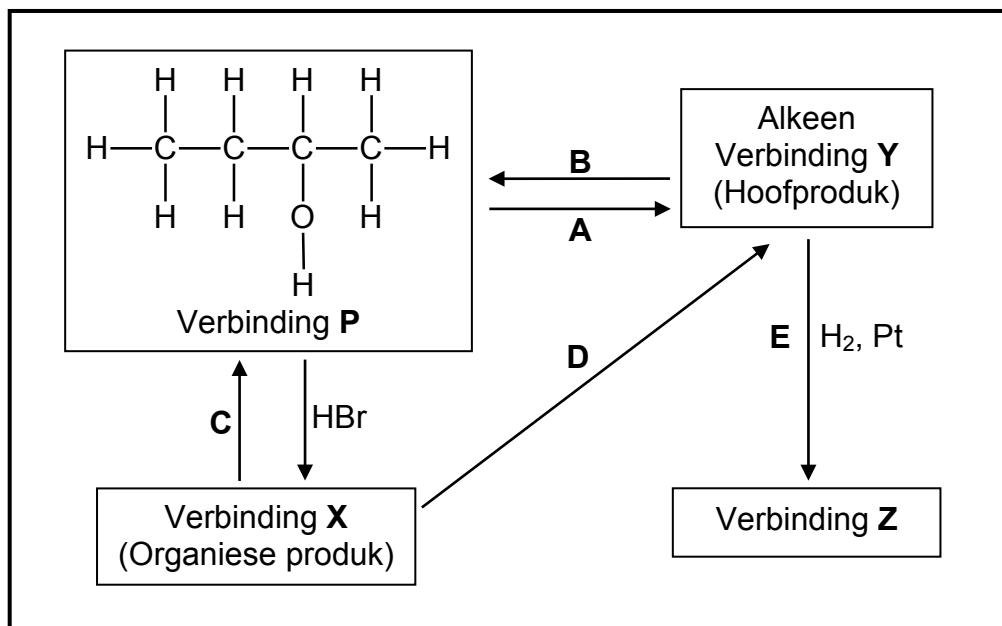 H H H H
H C C C C H
H H O H
H
Verbinding P
Alkeen
Verbinding Y
(Hoofproduk)
B
A
D
E H₂, Pt
C HBr
Verbinding X
(Organiese produk)
Verbinding Z